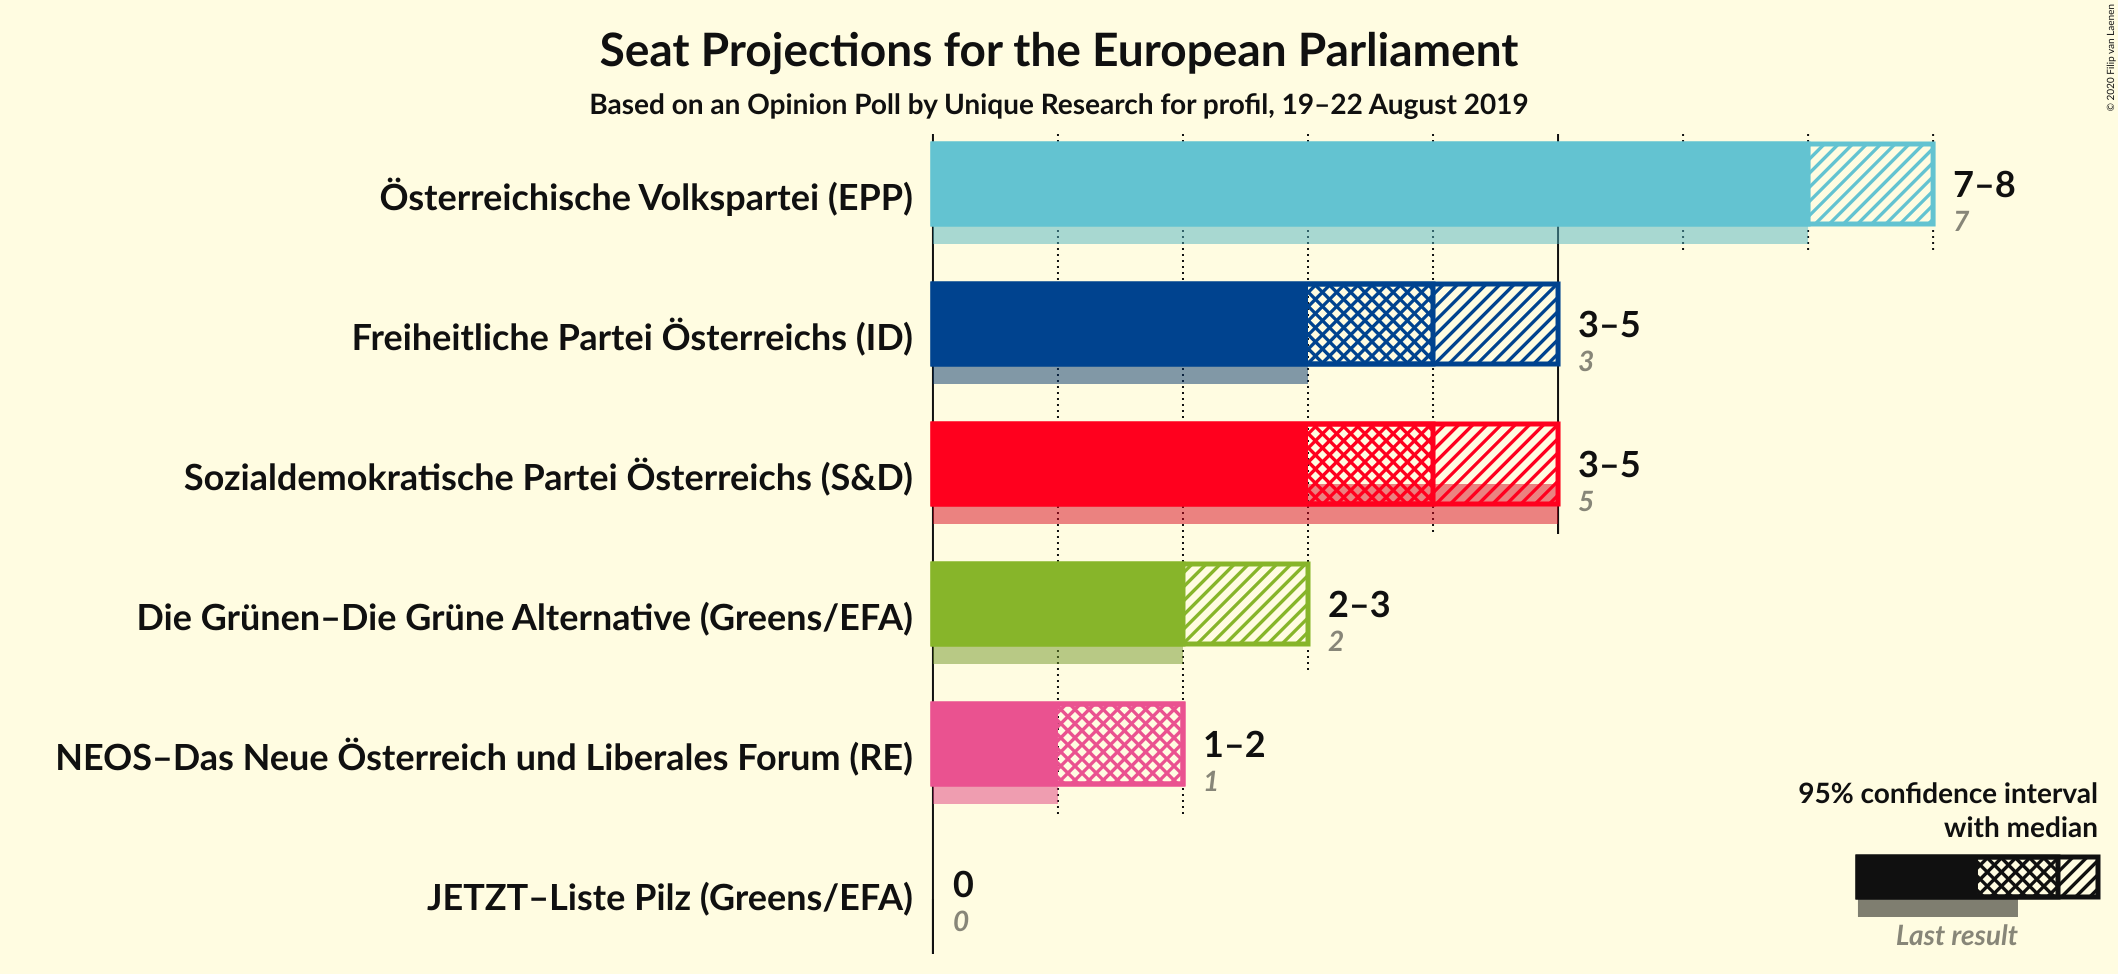 Seat Projections for the European Parliament
Based on an Opinion Poll by Unique Research for profil, 19–22 August 2019
© 2020 Filip van Laenen
Österreichische Volkspartei (EPP)
7–8
7
Freiheitliche Partei Österreichs (ID)
3–5
3
Sozialdemokratische Partei Österreichs (S&D)
3–5
5
Die Grünen–Die Grüne Alternative (Greens/EFA)
2–3
2
NEOS–Das Neue Österreich und Liberales Forum (RE)
1–2
1
JETZT–Liste Pilz (Greens/EFA)
0
0
95% confidence interval
with median
Last result